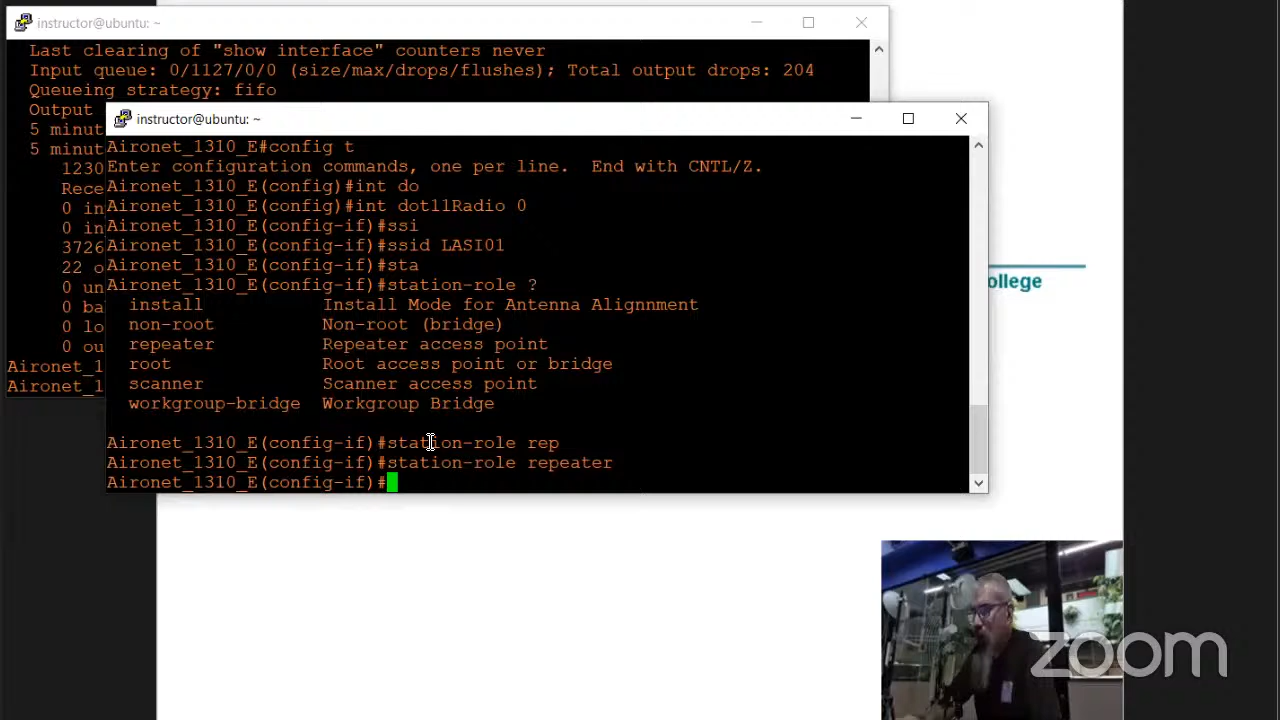 instructor@ubuntu: ~
Last clearing of "show interface" counters never
Input queue: 0/1127/0/0 (size/max/drops/flushes); Total output drops: 204
Queueing strategy: fifo
Output
5 minut
5 minut
1230
Rece
0 in
0 in
3726
22 o
0 un
0 ba
0 lo
0 ou
Aironet_1
Aironet_1
instructor@ubuntu: ~
Aironet_1310_E#config t
Enter configuration commands, one per line.  End with CNTL/Z.
Aironet_1310_E(config)#int do
Aironet_1310_E(config)#int dot11Radio 0
Aironet_1310_E(config-if)#ssi
Aironet_1310_E(config-if)#ssid LASI01
Aironet_1310_E(config-if)#sta
Aironet_1310_E(config-if)#station-role ?
install Install Mode for Antenna Alignnment
non-root Non-root (bridge)
repeater Repeater access point
root Root access point or bridge
scanner Scanner access point
workgroup-bridge Workgroup Bridge
Aironet_1310_E(config-if)#station-role rep
Aironet_1310_E(config-if)#station-role repeater
Aironet_1310_E(config-if)#
ollege
zoom